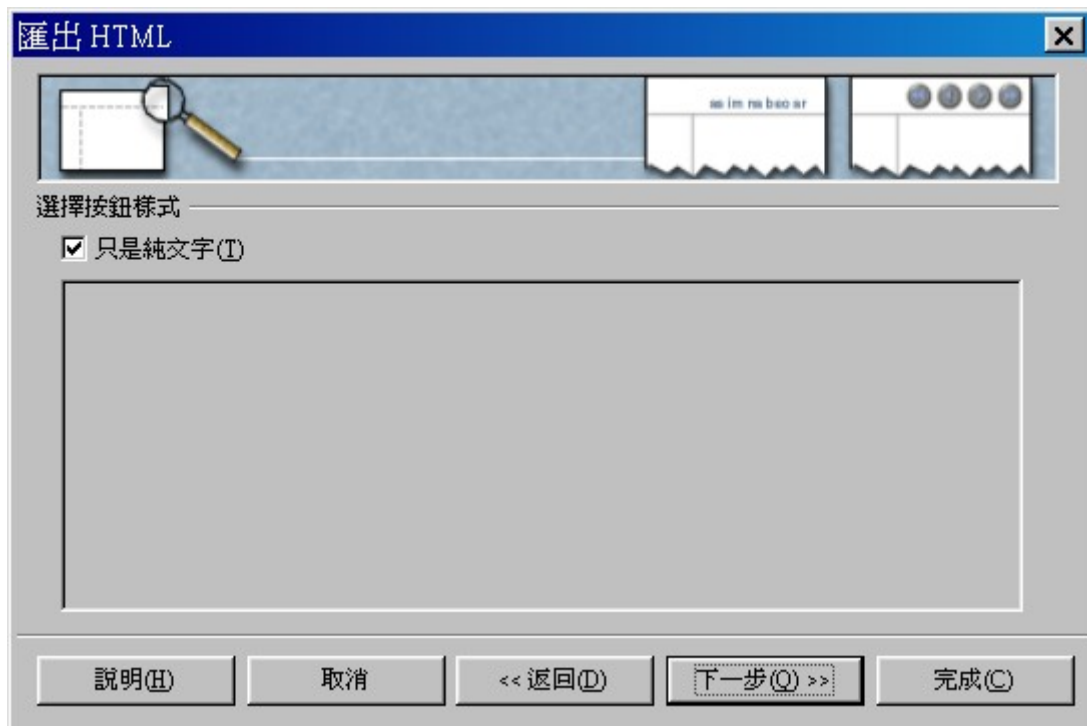 匯出 HTML
選擇按鈕樣式
只是純文字(T)
說明(H)
取消
<< 返回(D)
下一步(Q) >>
完成(C)